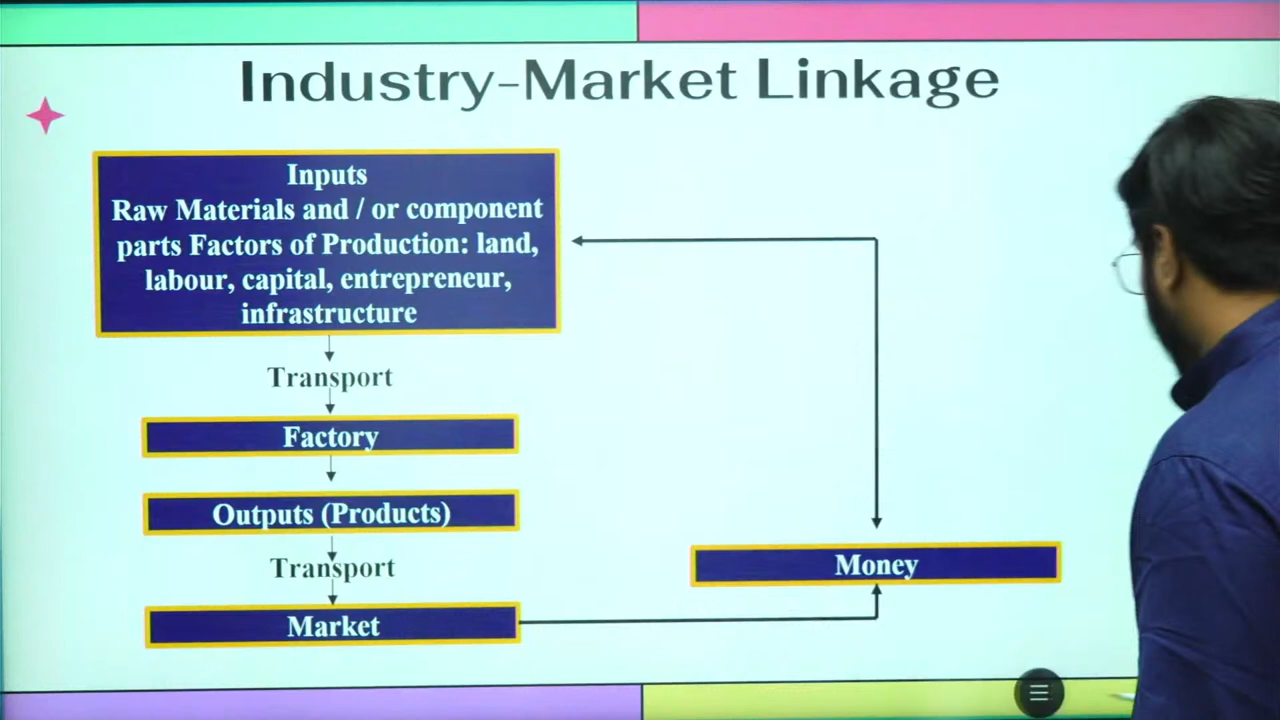 Industry-Market Linkage
Inputs
Raw Materials and / or component
parts Factors of Production: land,
labour, capital, entrepreneur,
infrastructure
Transport
Factory
Outputs (Products)
Transport
Market
Money